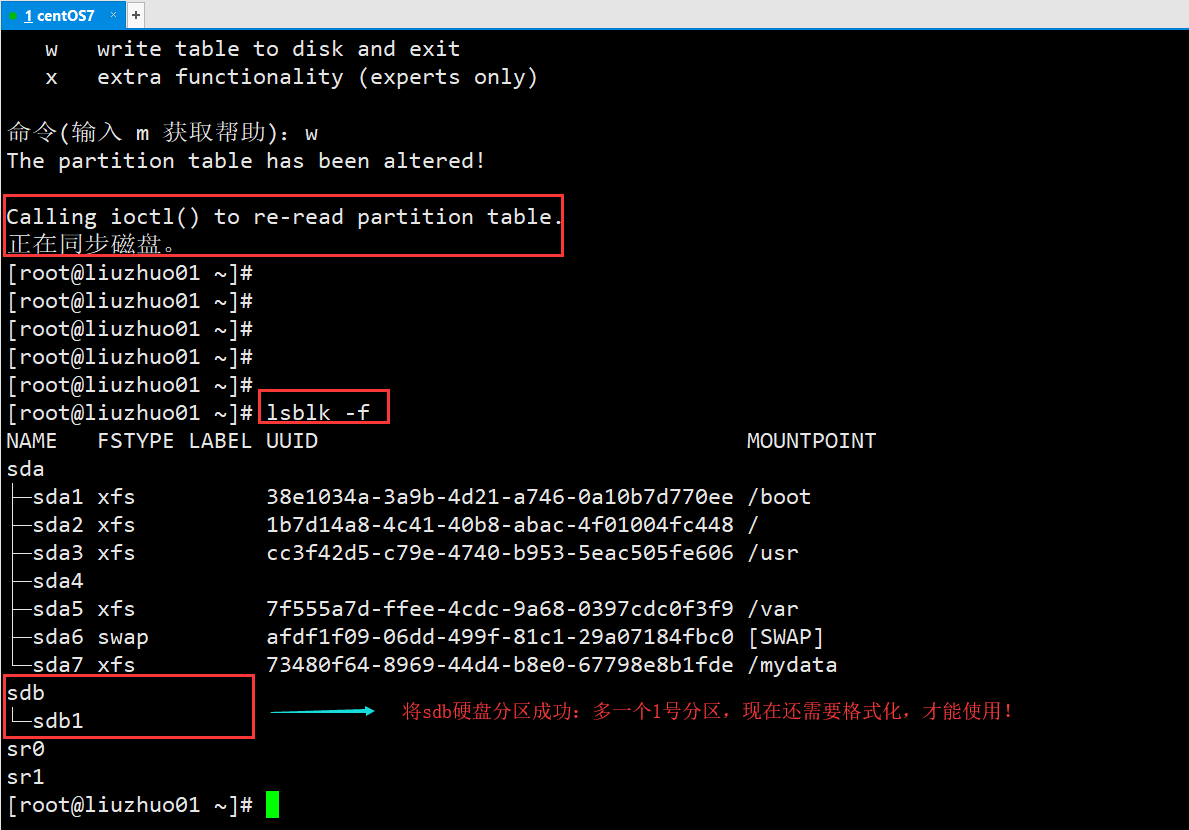 1 centOS7 × +
w write table to disk and exit
x extra functionality (experts only)
命令(输入 m 获取帮助)：w
The partition table has been altered!
Calling ioctl() to re-read partition table.
正在同步磁盘。
[root@liuzhuo01 ~]#
[root@liuzhuo01 ~]#
[root@liuzhuo01 ~]#
[root@liuzhuo01 ~]#
[root@liuzhuo01 ~]#
[root@liuzhuo01 ~]# lsblk -f
NAME FSTYPE LABEL UUID MOUNTPOINT
sda
├─sda1 xfs 38e1034a-3a9b-4d21-a746-0a10b7d770ee /boot
├─sda2 xfs 1b7d14a8-4c41-40b8-abac-4f01004fc448 /
├─sda3 xfs cc3f42d5-c79e-4740-b953-5eac505fe606 /usr
├─sda4
├─sda5 xfs 7f555a7d-ffee-4cdc-9a68-0397cdc0f3f9 /var
├─sda6 swap afdf1f09-06dd-499f-81c1-29a07184fbc0 [SWAP]
└─sda7 xfs 73480f64-8969-44d4-b8e0-67798e8b1fde /mydata
sdb
└─sdb1
将sdb硬盘分区成功：多一个1号分区，现在还需要格式化，才能使用！
sr0
sr1
[root@liuzhuo01 ~]#